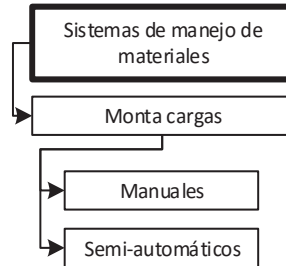 Sistemas de manejo de
materiales
Monta cargas
Manuales
Semi-automáticos